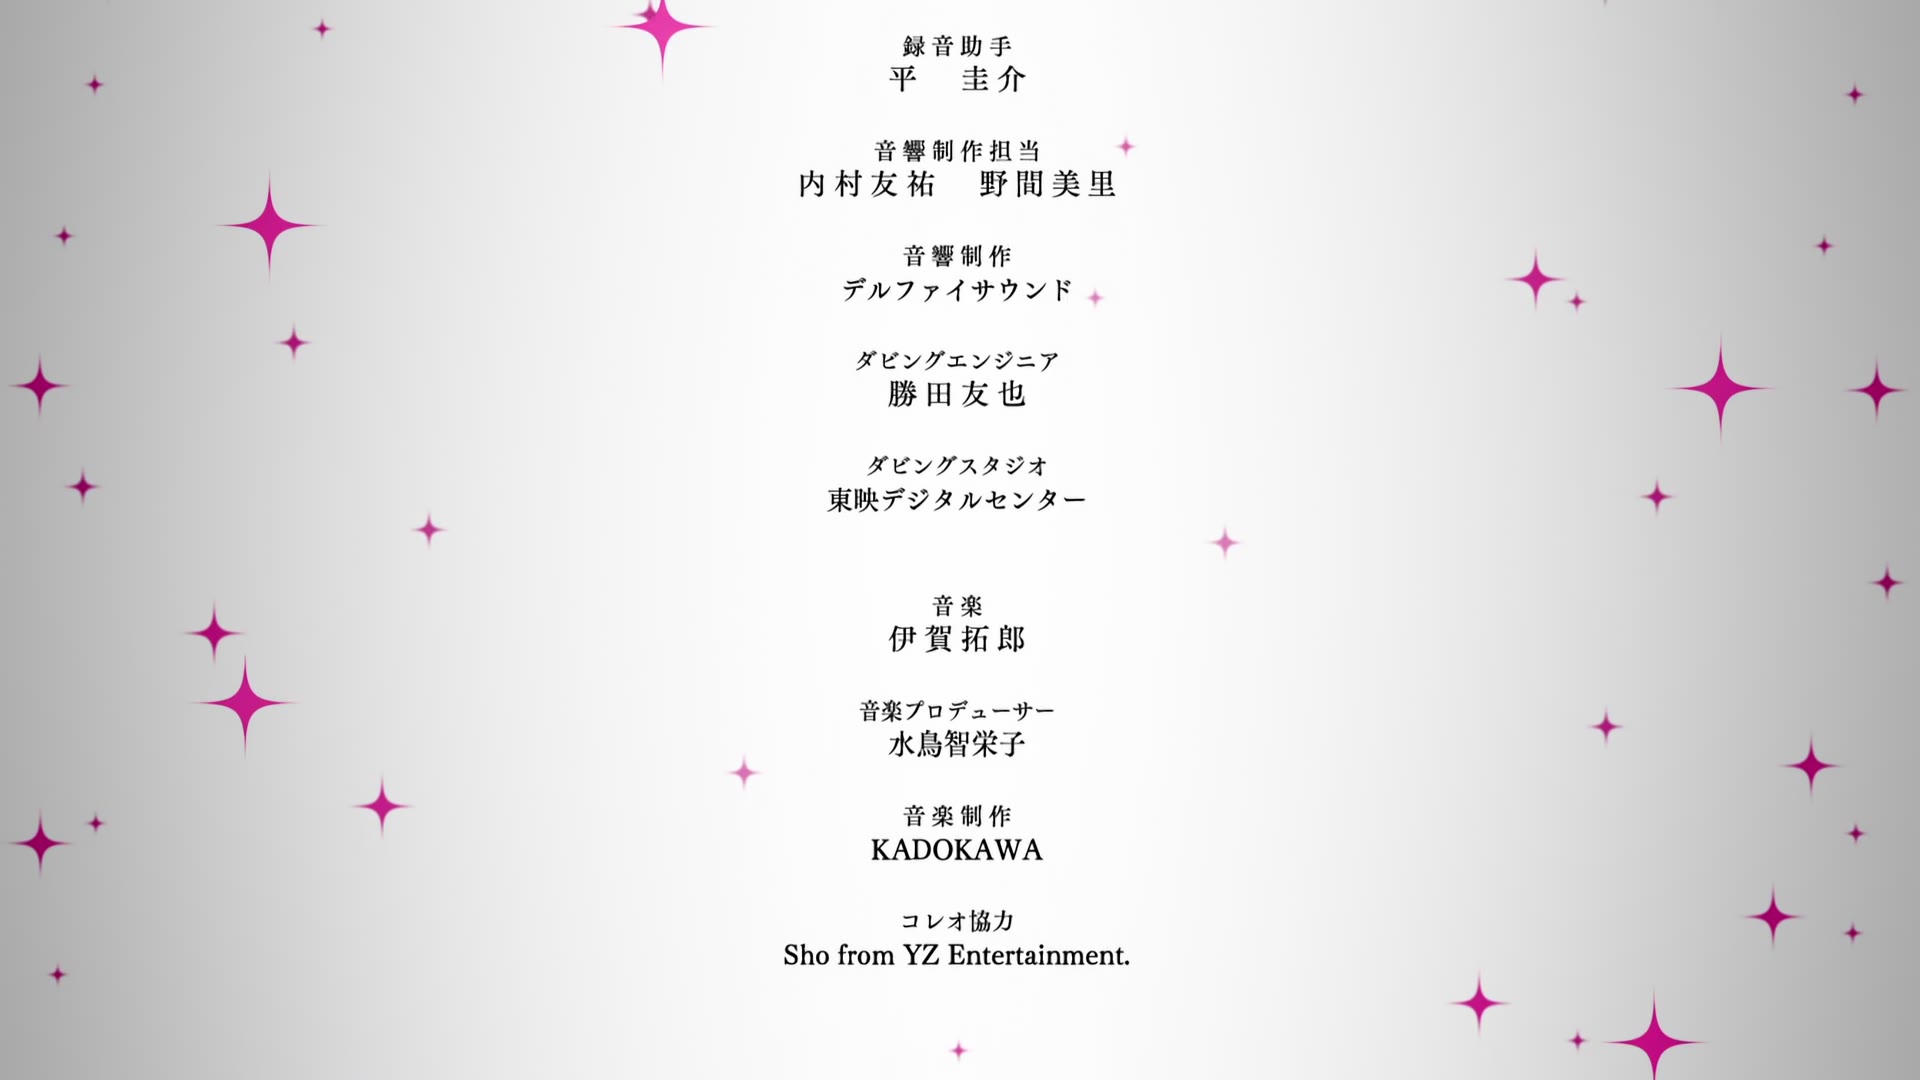 録音助手
平　圭介
音響制作担当
内村友祐　野間美里
音響制作
デルファイサウンド
ダビングエンジニア
勝田友也
ダビングスタジオ
東映デジタルセンター
音楽
伊賀拓郎
音楽プロデューサー
水鳥智栄子
音楽制作
KADOKAWA
コレオ協力
Sho from YZ Entertainment.